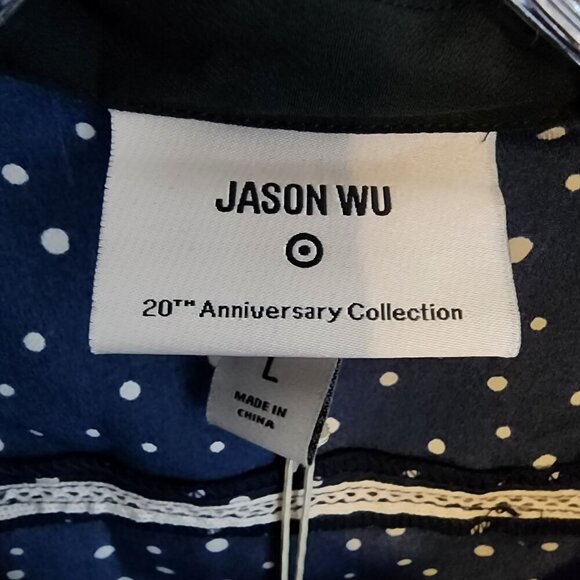 JASON WU
20TH Anniversary Collection
L
MADE IN
CHINA